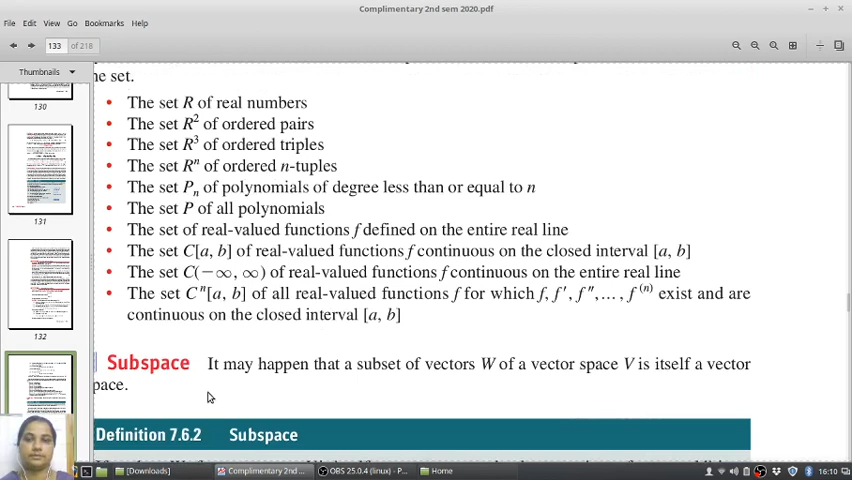 Complimentary 2nd sem 2020.pdf
File Edit View Go Bookmarks Help
133 of 218
Thumbnails
130
131
132
he set.
• The set R of real numbers
• The set R² of ordered pairs
• The set R³ of ordered triples
• The set Rⁿ of ordered n-tuples
• The set Pₙ of polynomials of degree less than or equal to n
• The set P of all polynomials
• The set of real-valued functions f defined on the entire real line
• The set C[a, b] of real-valued functions f continuous on the closed interval [a, b]
• The set C(−∞, ∞) of real-valued functions f continuous on the entire real line
• The set Cⁿ[a, b] of all real-valued functions f for which f, f′, f″, …, f⁽ⁿ⁾ exist and are
continuous on the closed interval [a, b]
Subspace It may happen that a subset of vectors W of a vector space V is itself a vector
pace.
Definition 7.6.2 Subspace
[Downloads] Complimentary 2nd ... OBS 25.0.4 (linux) - P... Home 16:10